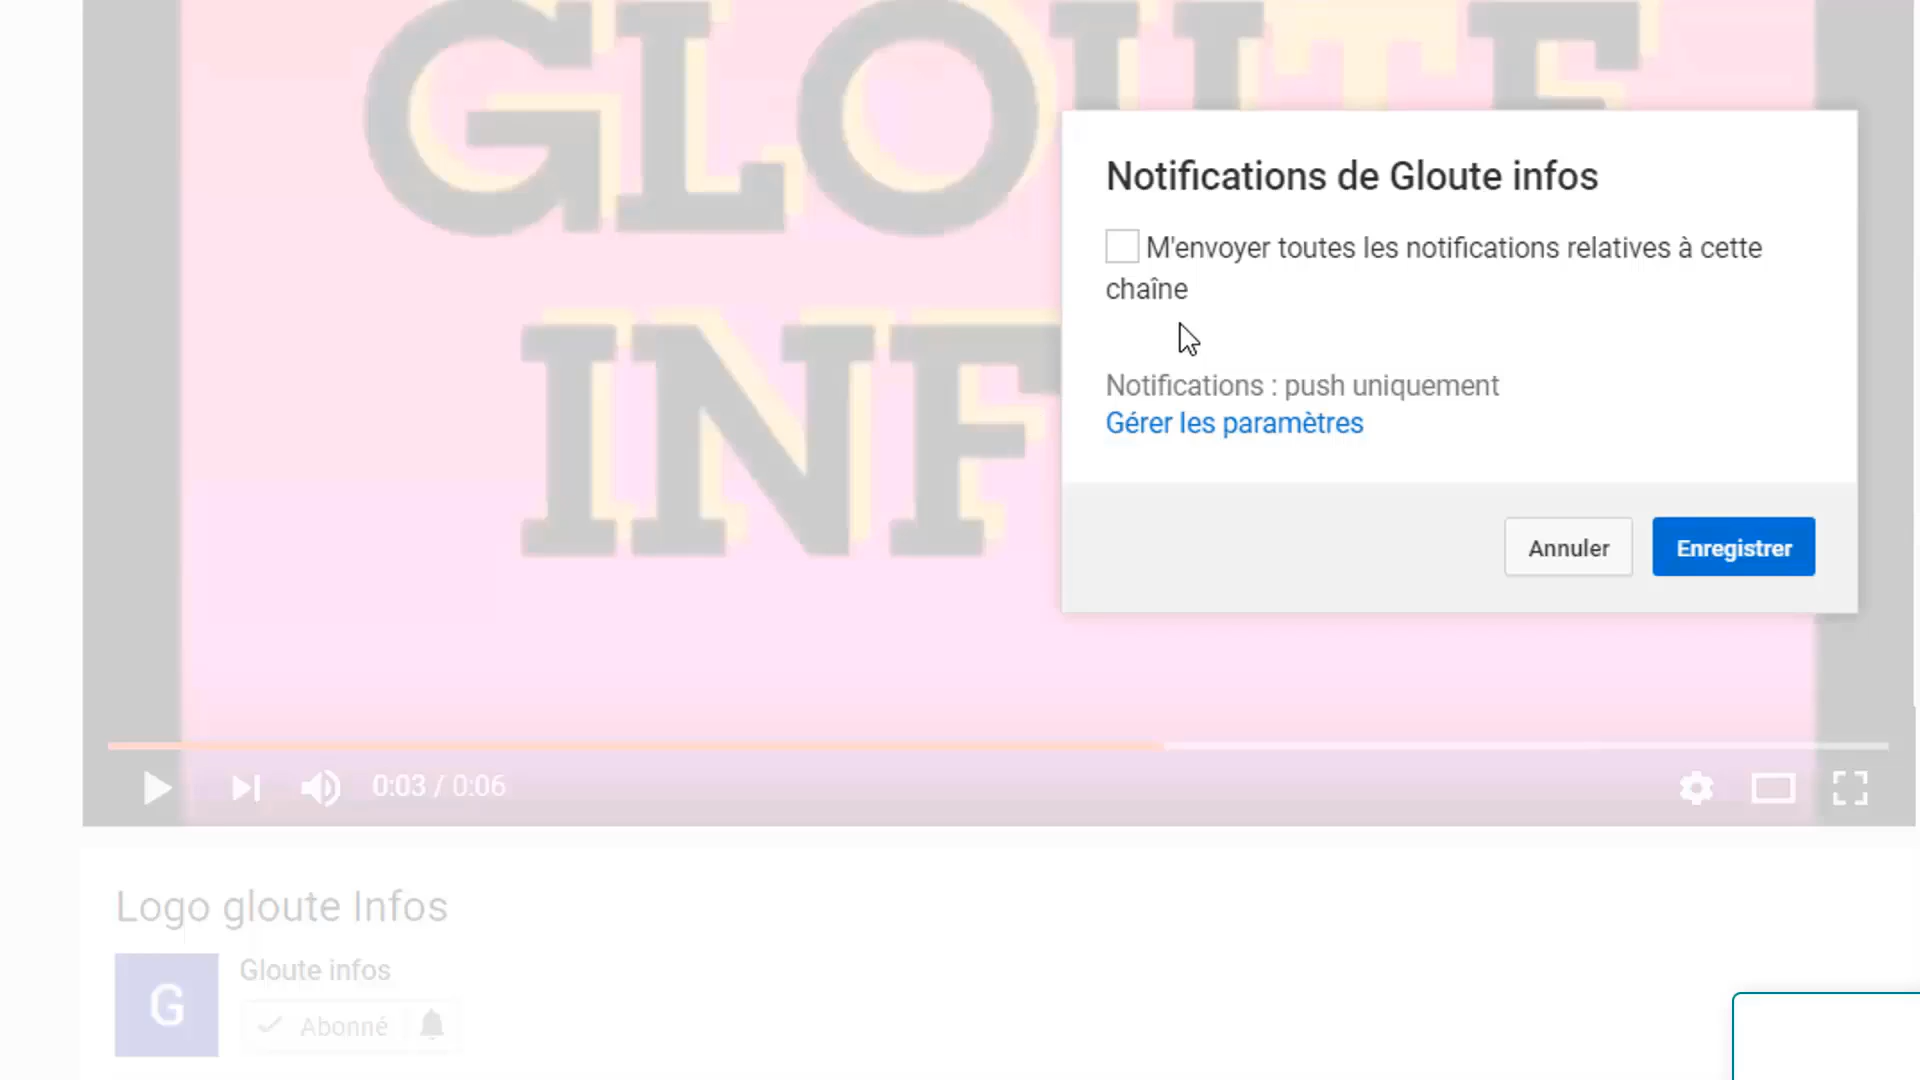 GLOUTE
INF
Notifications de Gloute infos
M'envoyer toutes les notifications relatives à cette
chaîne
Notifications : push uniquement
Gérer les paramètres
Annuler
Enregistrer
0:03 / 0:06
Logo gloute Infos
G
Gloute infos
Abonné